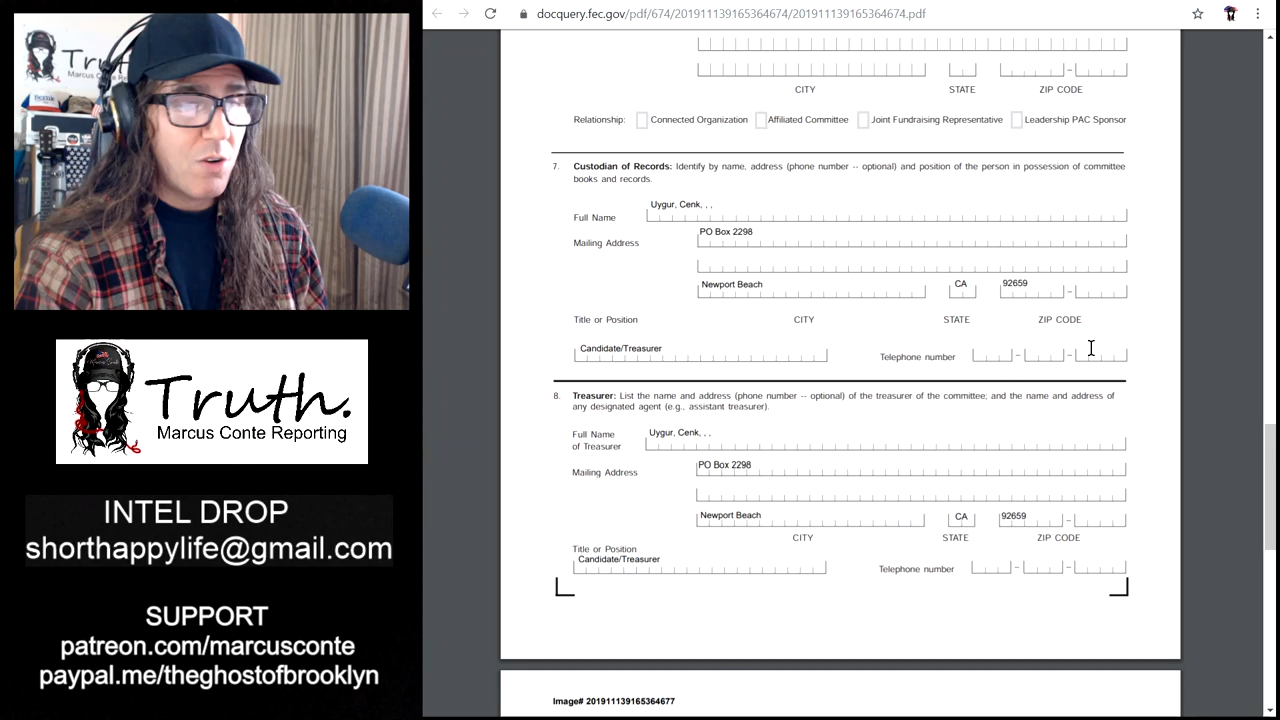 Truth
Marcus Conte Rep
Truth.
Marcus Conte Reporting
INTEL DROP
shorthappylife@gmail.com
SUPPORT
patreon.com/marcusconte
paypal.me/theghostofbrooklyn
docquery.fec.gov/pdf/674/201911139165364674/201911139165364674.pdf
CITY STATE ZIP CODE
Relationship: Connected Organization Affiliated Committee Joint Fundraising Representative Leadership PAC Sponsor
7. Custodian of Records: Identify by name, address (phone number -- optional) and position of the person in possession of committee
books and records.
Uygur, Cenk, , ,
Full Name
PO Box 2298
Mailing Address
Newport Beach CA 92659 –
Title or Position CITY STATE ZIP CODE
Candidate/Treasurer
Telephone number – –
8. Treasurer: List the name and address (phone number -- optional) of the treasurer of the committee; and the name and address of
any designated agent (e.g., assistant treasurer).
Uygur, Cenk, , ,
Full Name
of Treasurer
PO Box 2298
Mailing Address
Newport Beach CA 92659 –
CITY STATE ZIP CODE
Title or Position
Candidate/Treasurer
Telephone number – –
Image# 201911139165364677